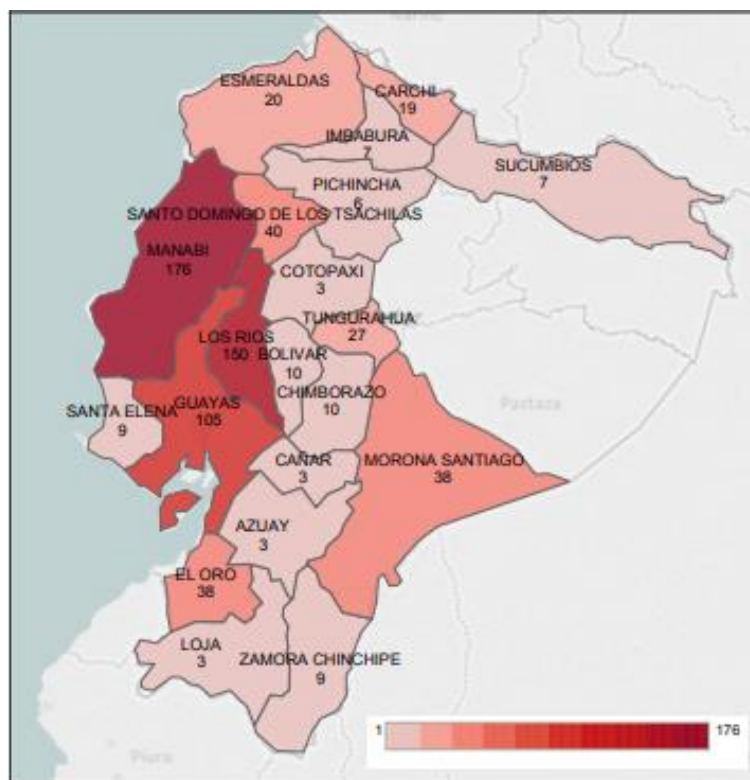 Nariño
ESMERALDAS
20
CARCHI
19
IMBABURA
7
SUCUMBIOS
7
PICHINCHA
6
SANTO DOMINGO DE LOS TSACHILAS
40
MANABI
176
COTOPAXI
3
TUNGURAHUA
27
LOS RIOS
150
BOLIVAR
10
CHIMBORAZO
10
Pastaza
GUAYAS
105
SANTA ELENA
9
CAÑAR
3
MORONA SANTIAGO
38
AZUAY
3
EL ORO
38
LOJA
3
ZAMORA CHINCHIPE
9
1
176
Piura